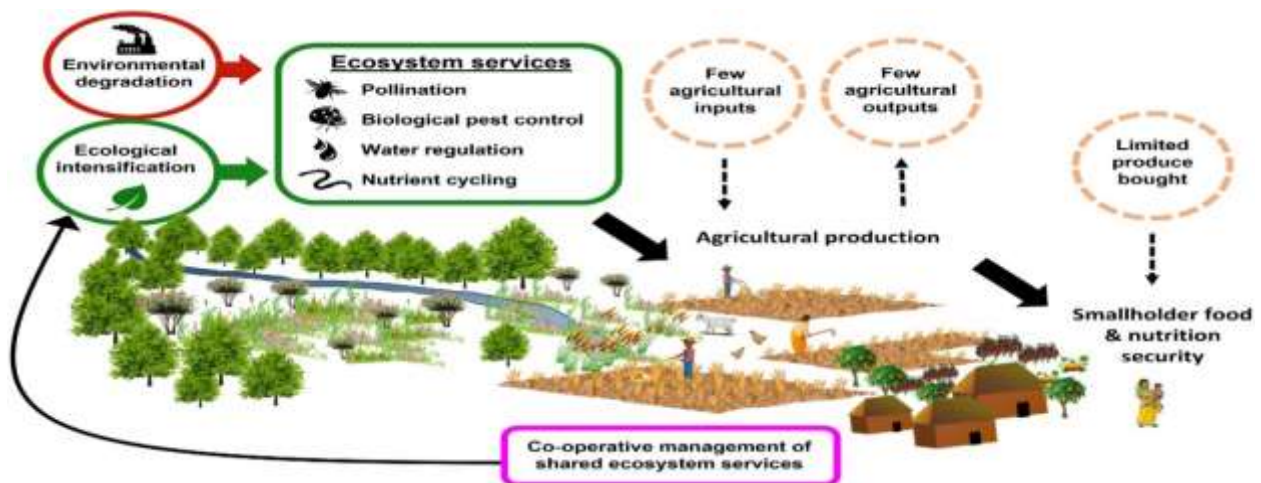 Environmental
degradation
Ecological
intensification
Ecosystem services
Pollination
Biological pest control
Water regulation
Nutrient cycling
Few
agricultural
inputs
Few
agricultural
outputs
Limited
produce
bought
Agricultural production
Smallholder food
& nutrition
security
Co-operative management of
shared ecosystem services